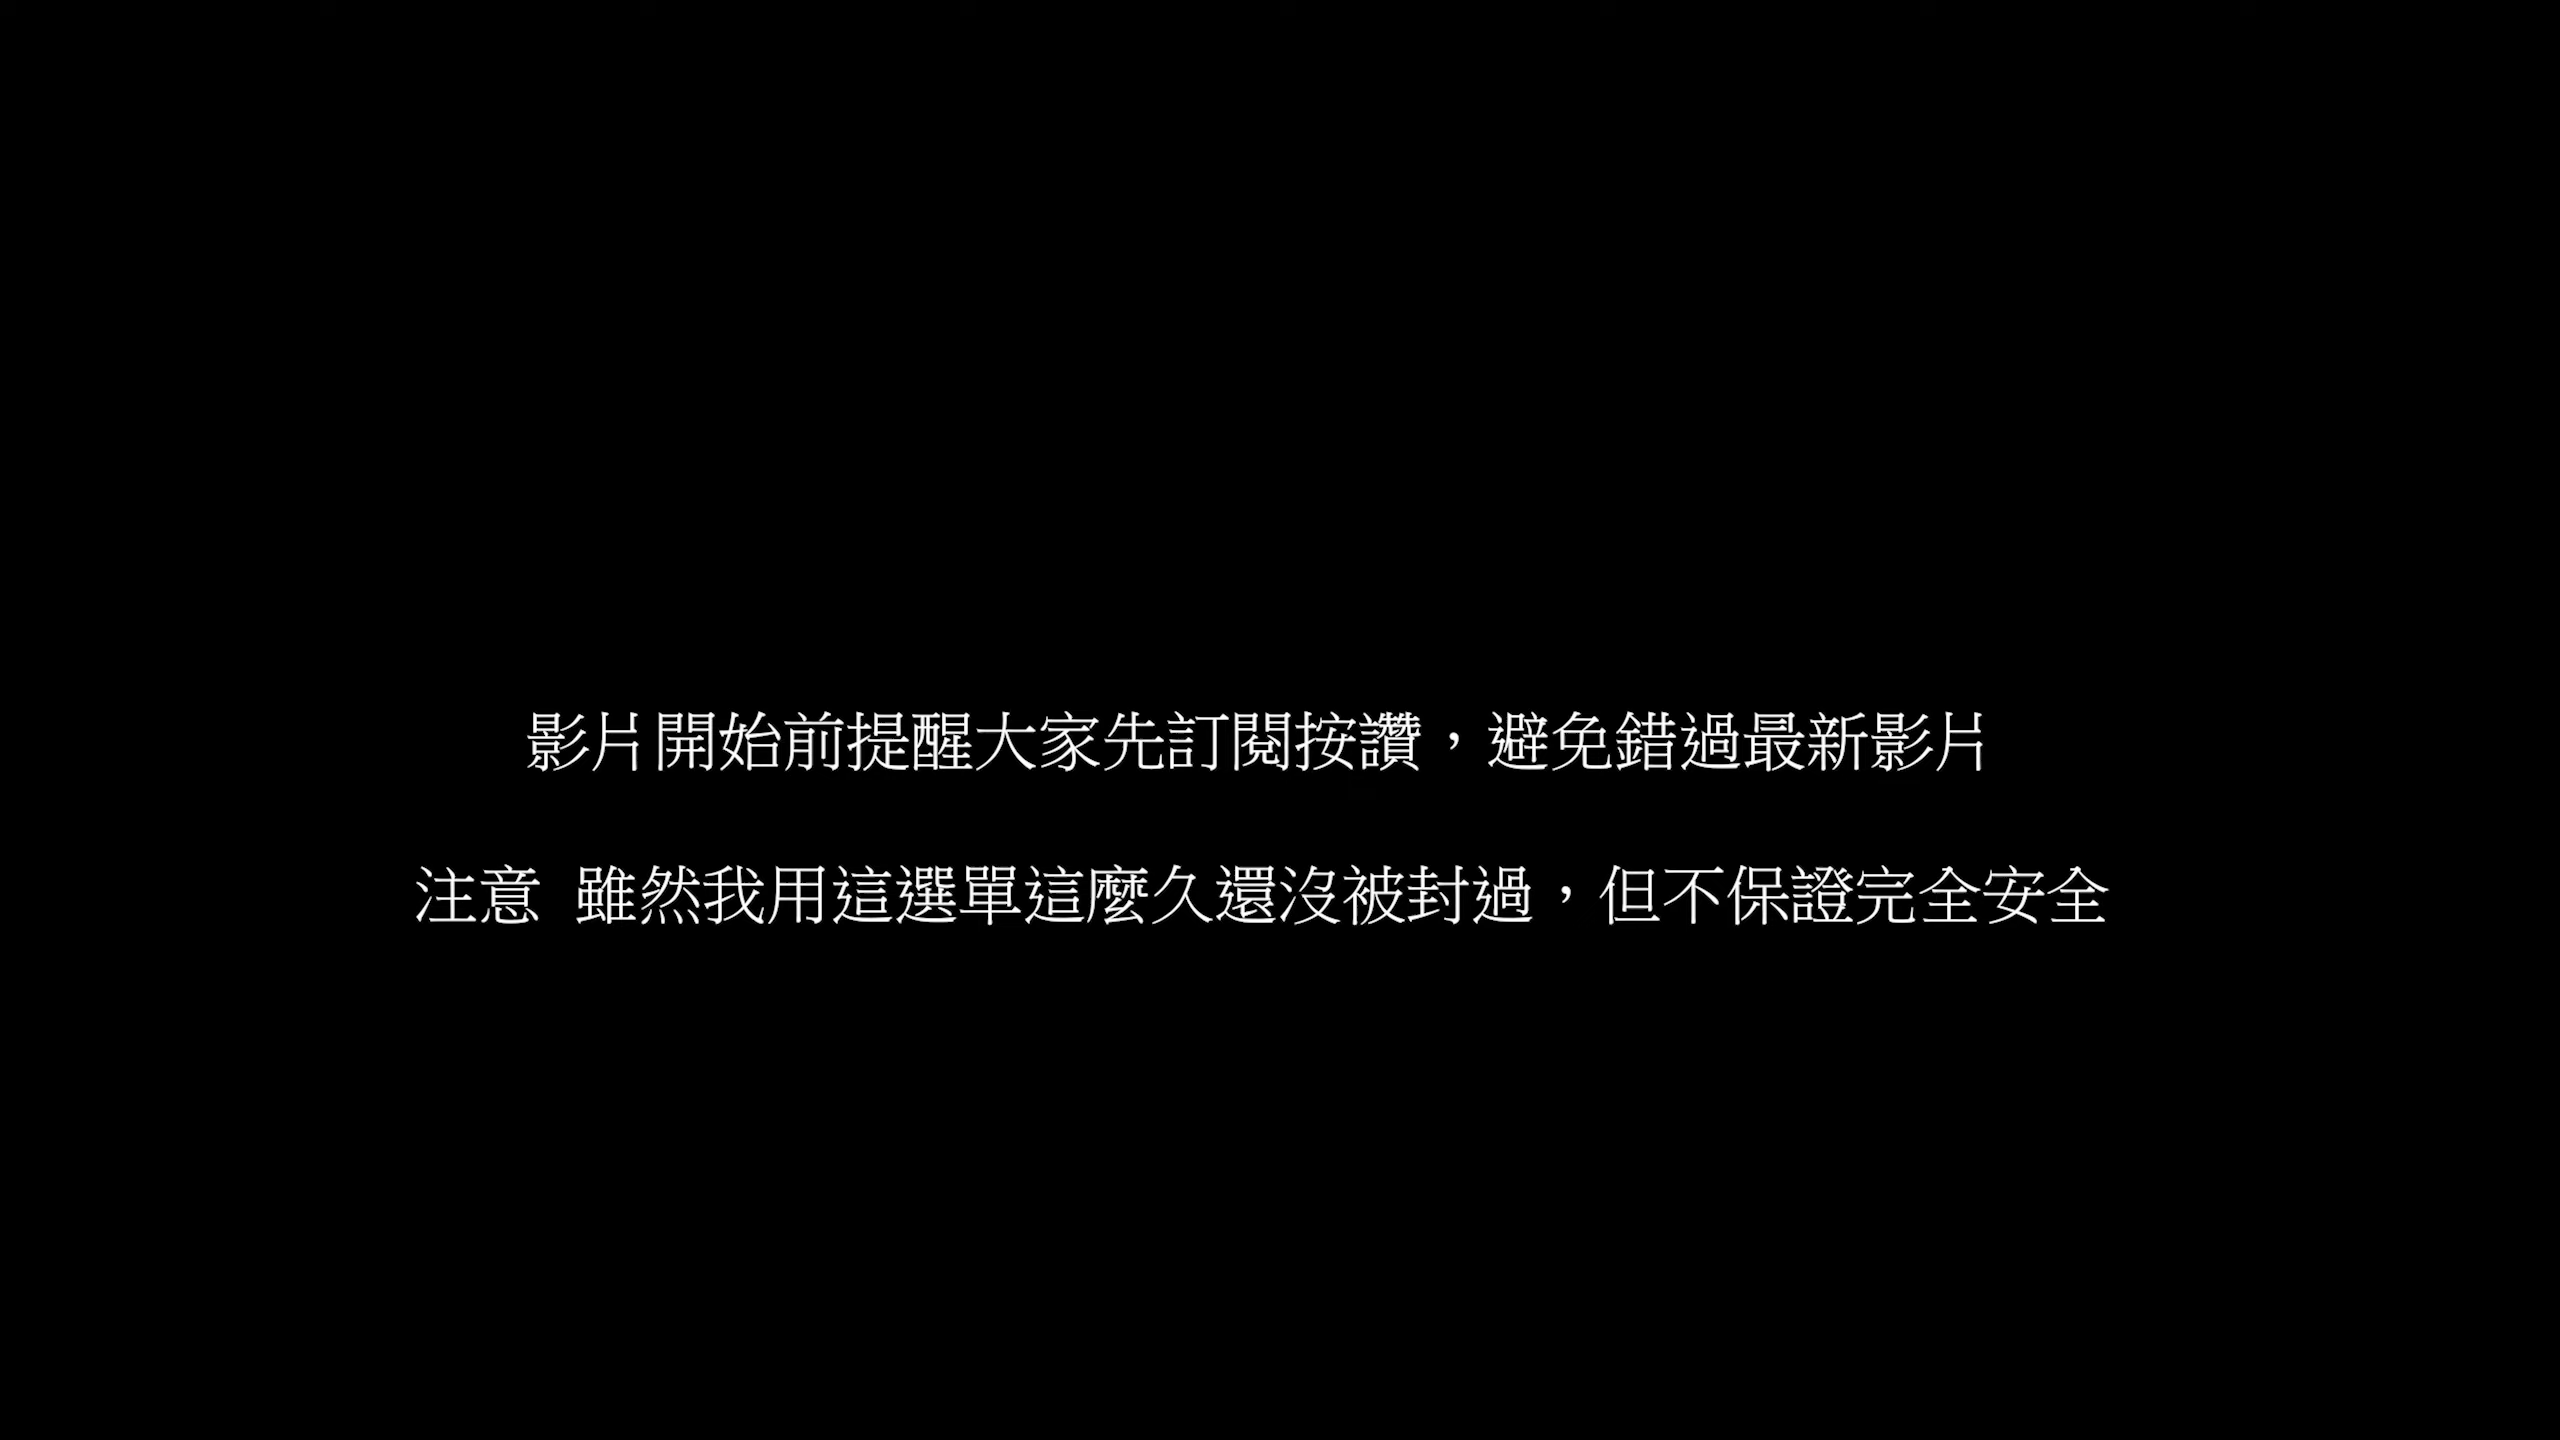 影片開始前提醒大家先訂閱按讚，避免錯過最新影片
注意 雖然我用這選單這麼久還沒被封過，但不保證完全安全